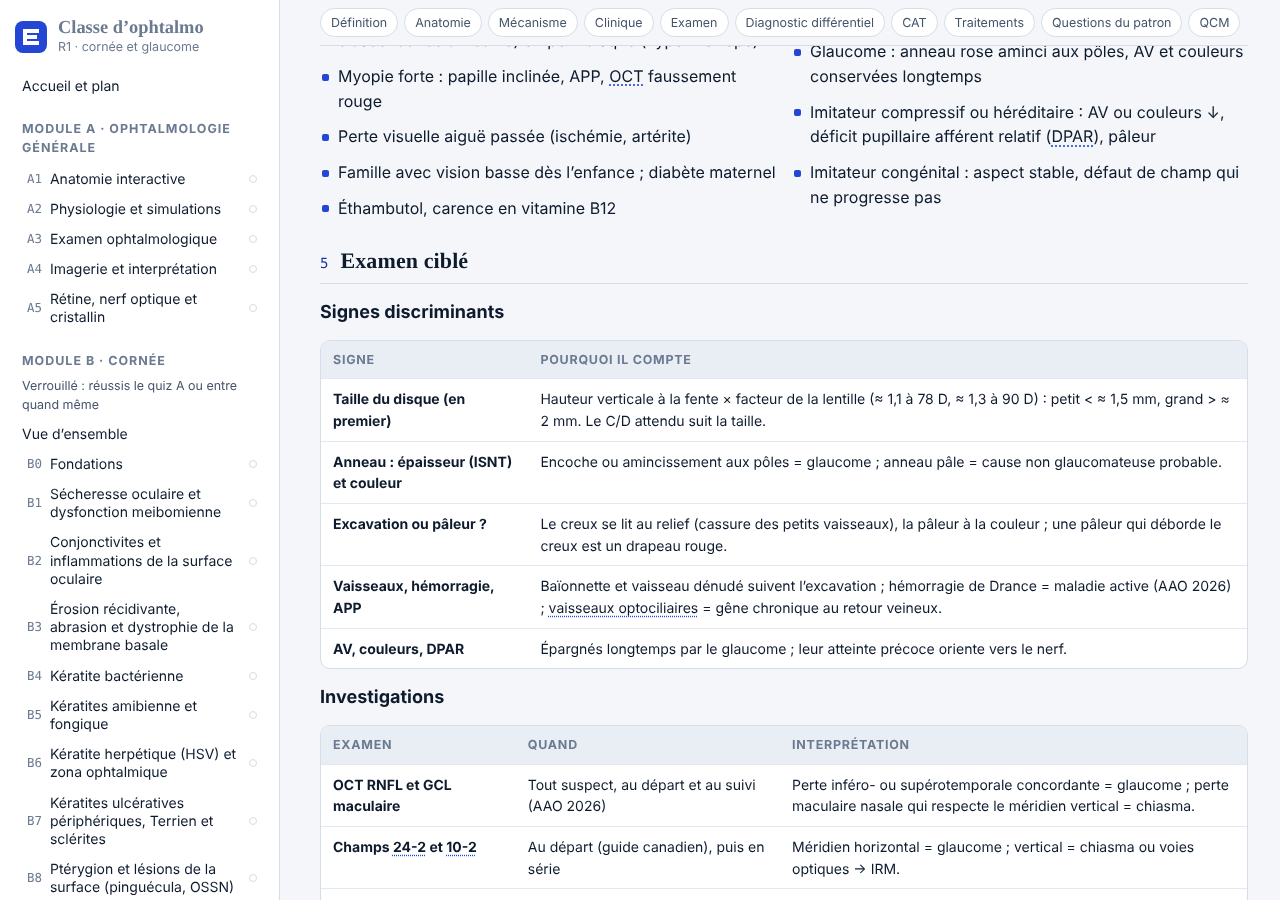 Classe d’ophtalmo
R1 · cornée et glaucome
Accueil et plan
MODULE A · OPHTALMOLOGIE
GÉNÉRALE
A1 Anatomie interactive
A2 Physiologie et simulations
A3 Examen ophtalmologique
A4 Imagerie et interprétation
A5 Rétine, nerf optique et
cristallin
MODULE B · CORNÉE
Verrouillé : réussis le quiz A ou entre
quand même
Vue d’ensemble
B0 Fondations
B1 Sécheresse oculaire et
dysfonction meibomienne
B2 Conjonctivites et
inflammations de la surface
oculaire
B3 Érosion récidivante,
abrasion et dystrophie de la
membrane basale
B4 Kératite bactérienne
B5 Kératites amibienne et
fongique
B6 Kératite herpétique (HSV) et
zona ophtalmique
B7 Kératites ulcératives
périphériques, Terrien et
sclérites
B8 Ptérygion et lésions de la
surface (pinguécula, OSSN)
Définition
Anatomie
Mécanisme
Clinique
Examen
Diagnostic différentiel
CAT
Traitements
Questions du patron
QCM
Myopie forte : papille inclinée, APP, OCT faussement
rouge
Perte visuelle aiguë passée (ischémie, artérite)
Famille avec vision basse dès l’enfance ; diabète maternel
Éthambutol, carence en vitamine B12
Glaucome : anneau rose aminci aux pôles, AV et couleurs
conservées longtemps
Imitateur compressif ou héréditaire : AV ou couleurs ↓,
déficit pupillaire afférent relatif (DPAR), pâleur
Imitateur congénital : aspect stable, défaut de champ qui
ne progresse pas
5 Examen ciblé
Signes discriminants
SIGNE
POURQUOI IL COMPTE
Taille du disque (en
premier)
Hauteur verticale à la fente × facteur de la lentille (≈ 1,1 à 78 D, ≈ 1,3 à 90 D) : petit < ≈ 1,5 mm, grand > ≈
2 mm. Le C/D attendu suit la taille.
Anneau : épaisseur (ISNT)
et couleur
Encoche ou amincissement aux pôles = glaucome ; anneau pâle = cause non glaucomateuse probable.
Excavation ou pâleur ?
Le creux se lit au relief (cassure des petits vaisseaux), la pâleur à la couleur ; une pâleur qui déborde le
creux est un drapeau rouge.
Vaisseaux, hémorragie,
APP
Baïonnette et vaisseau dénudé suivent l’excavation ; hémorragie de Drance = maladie active (AAO 2026)
; vaisseaux optociliaires = gêne chronique au retour veineux.
AV, couleurs, DPAR
Épargnés longtemps par le glaucome ; leur atteinte précoce oriente vers le nerf.
Investigations
EXAMEN
QUAND
INTERPRÉTATION
OCT RNFL et GCL
maculaire
Tout suspect, au départ et au suivi
(AAO 2026)
Perte inféro- ou supérotemporale concordante = glaucome ; perte
maculaire nasale qui respecte le méridien vertical = chiasma.
Champs 24-2 et 10-2
Au départ (guide canadien), puis en
série
Méridien horizontal = glaucome ; vertical = chiasma ou voies
optiques → IRM.